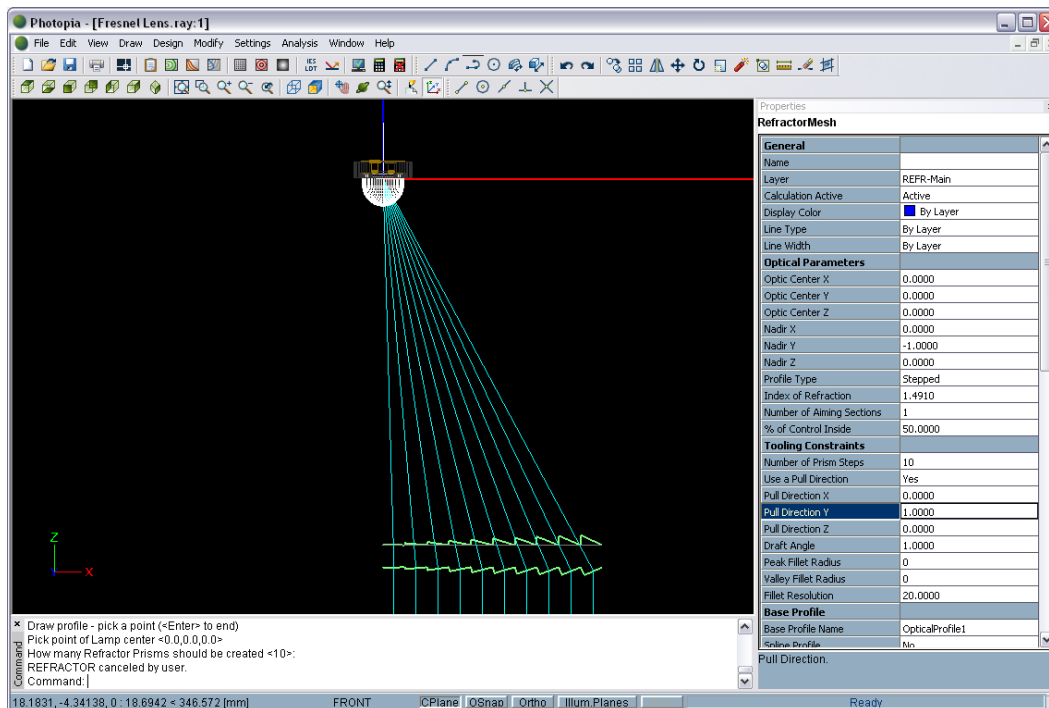 Photopia - [Fresnel Lens.ray:1]
File Edit View Draw Design Modify Settings Analysis Window Help
IES
LDT
Properties
RefractorMesh
General
Name
Layer REFR-Main
Calculation Active Active
Display Color By Layer
Line Type By Layer
Line Width By Layer
Optical Parameters
Optic Center X 0.0000
Optic Center Y 0.0000
Optic Center Z 0.0000
Nadir X 0.0000
Nadir Y -1.0000
Nadir Z 0.0000
Profile Type Stepped
Index of Refraction 1.4910
Number of Aiming Sections 1
% of Control Inside 50.0000
Tooling Constraints
Number of Prism Steps 10
Use a Pull Direction Yes
Pull Direction X 0.0000
Pull Direction Y 1.0000
Pull Direction Z 0.0000
Draft Angle 1.0000
Peak Fillet Radius 0
Valley Fillet Radius 0
Fillet Resolution 20.0000
Base Profile
Base Profile Name OpticalProfile1
Spline Profile No
Pull Direction.
Z
X
Command
Draw profile - pick a point (<Enter> to end)
Pick point of Lamp center <0.0,0.0,0.0>
How many Refractor Prisms should be created <10>:
REFRACTOR canceled by user.
Command:
18.1831, -4.34138, 0 : 18.6942 < 346.572 [mm] FRONT CPlane OSnap Ortho Illum.Planes Ready